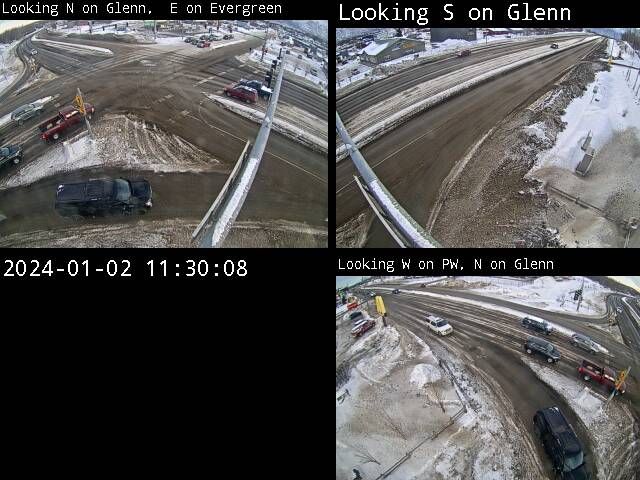 Looking N on Glenn,  E on Evergreen
Looking S on Glenn
2024-01-02 11:30:08
Looking W on PW, N on Glenn